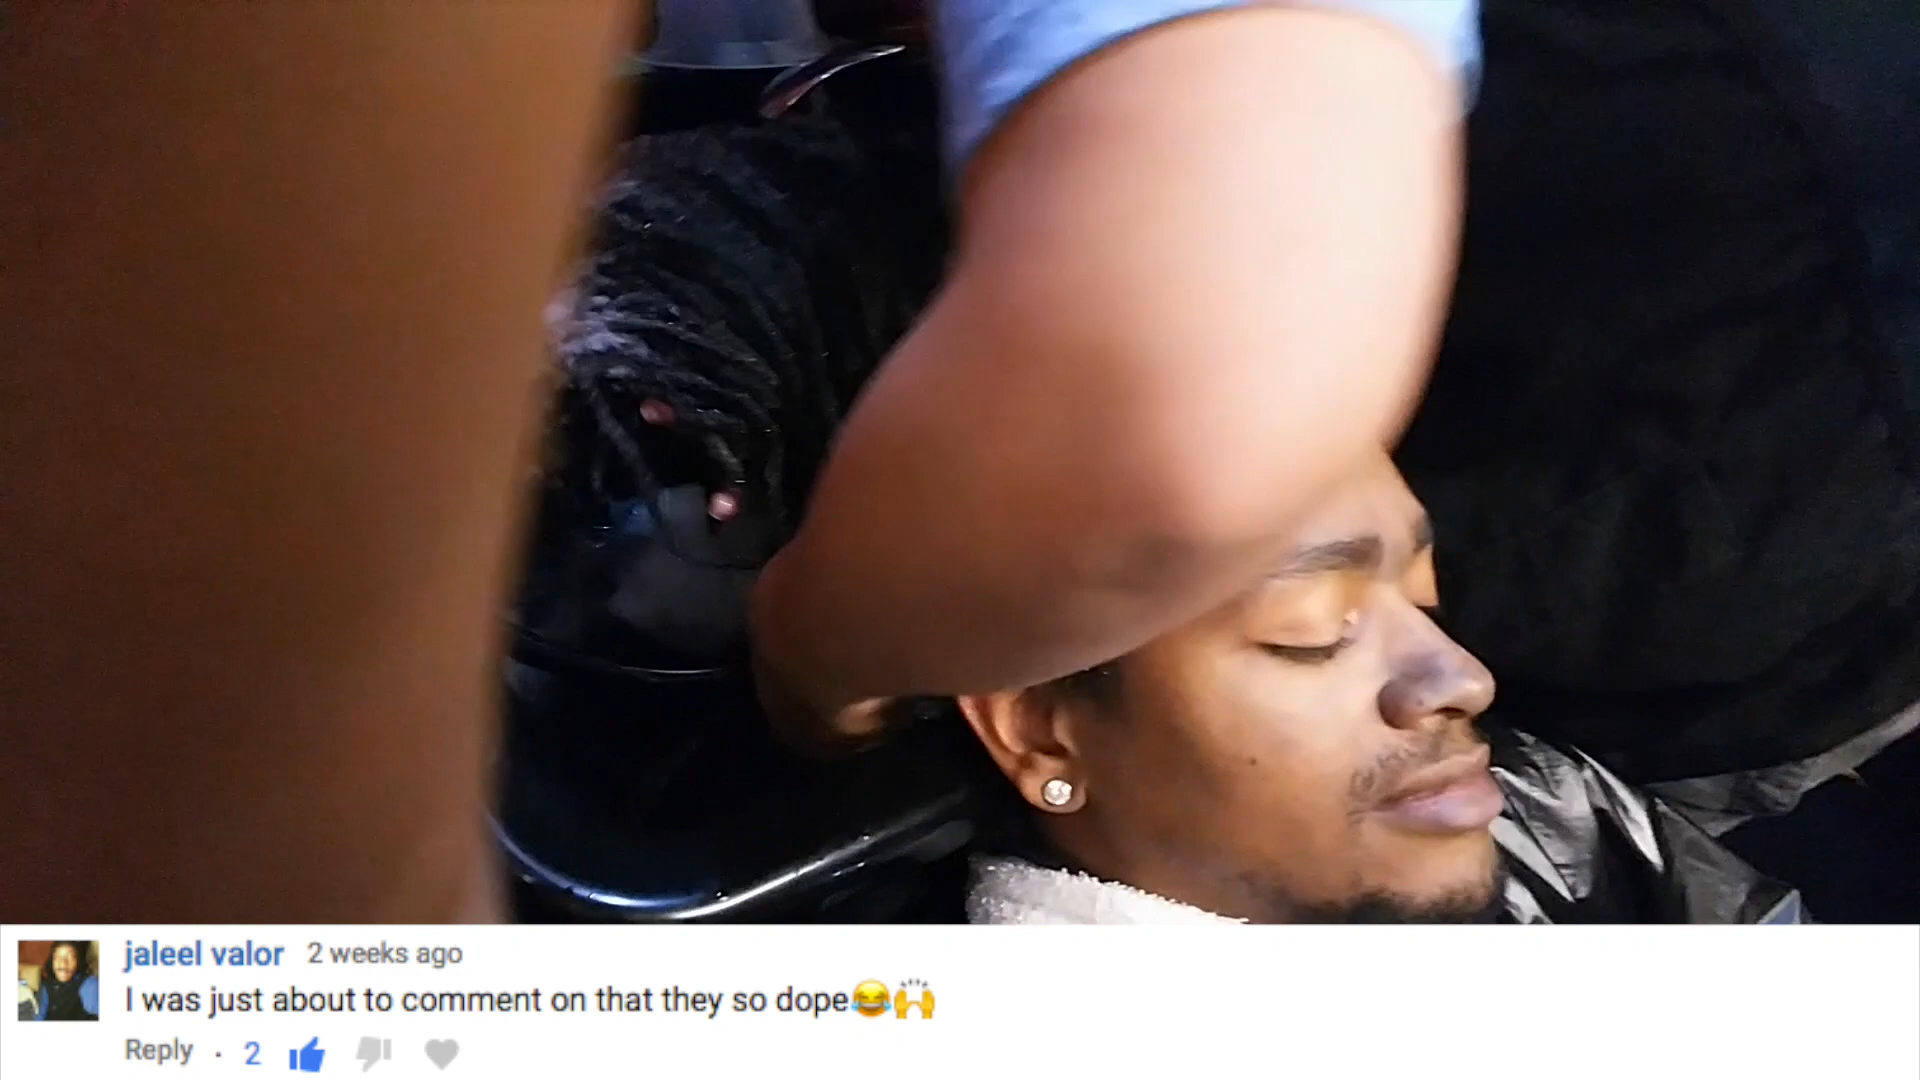 jaleel valor 2 weeks ago
I was just about to comment on that they so dope😂🙌
Reply · 2